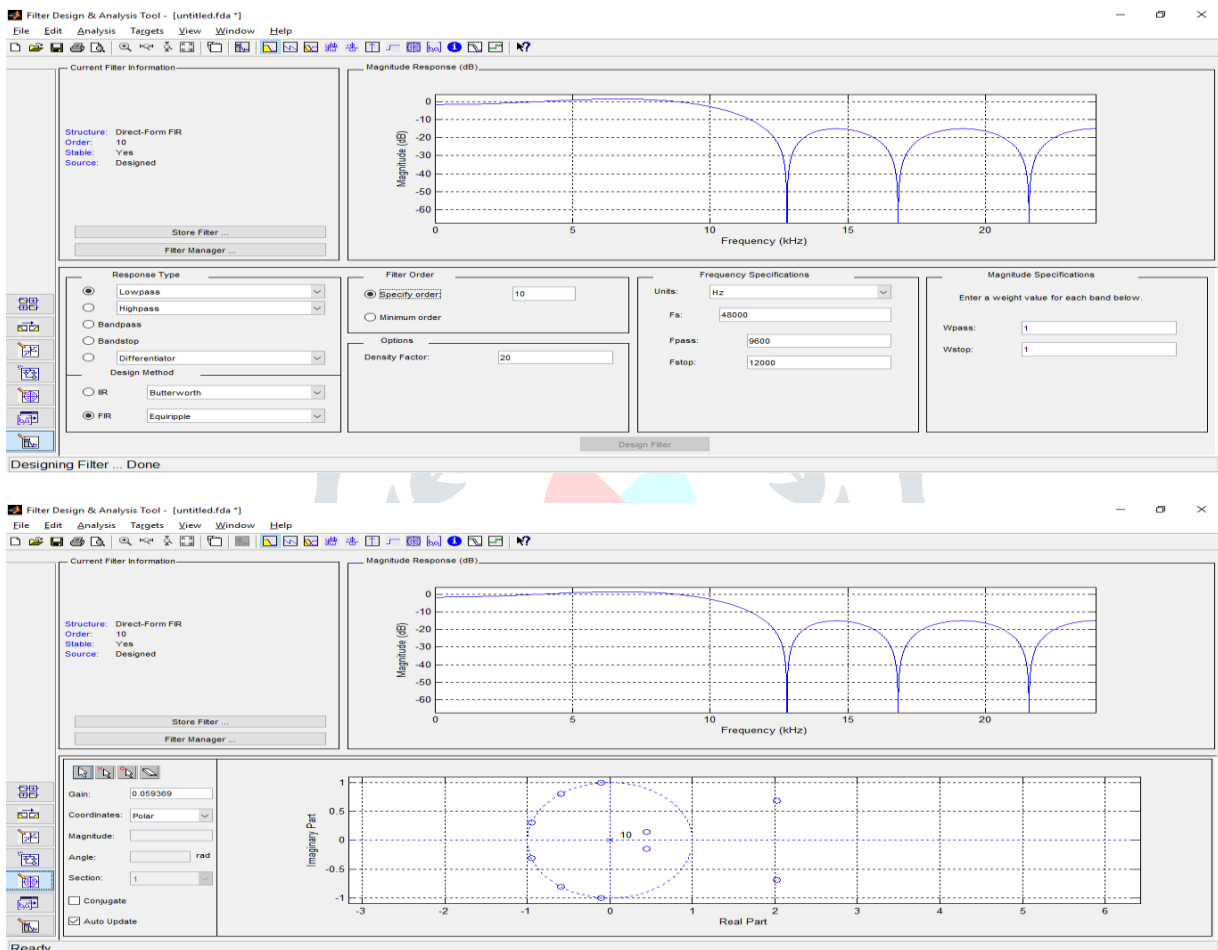 Filter Design & Analysis Tool - [untitled.fda *]
File Edit Analysis Targets View Window Help
Current Filter Information
Structure: Direct-Form FIR
Order: 10
Stable: Yes
Source: Designed
Store Filter ...
Filter Manager ...
Magnitude Response (dB)
Magnitude (dB)
0
-10
-20
-30
-40
-50
-60
0 5 10 15 20
Frequency (kHz)
Response Type
Lowpass
Highpass
Bandpass
Bandstop
Differentiator
Design Method
IIR Butterworth
FIR Equiripple
Filter Order
Specify order: 10
Minimum order
Options
Density Factor: 20
Frequency Specifications
Units: Hz
Fs: 48000
Fpass: 9600
Fstop: 12000
Magnitude Specifications
Enter a weight value for each band below.
Wpass: 1
Wstop: 1
Design Filter
Designing Filter ... Done
Filter Design & Analysis Tool - [untitled.fda *]
File Edit Analysis Targets View Window Help
Current Filter Information
Structure: Direct-Form FIR
Order: 10
Stable: Yes
Source: Designed
Store Filter ...
Filter Manager ...
Magnitude Response (dB)
Magnitude (dB)
0
-10
-20
-30
-40
-50
-60
0 5 10 15 20
Frequency (kHz)
Gain: 0.059369
Coordinates: Polar
Magnitude:
Angle: rad
Section: 1
Conjugate
Auto Update
Imaginary Part
1
0.5
0
-0.5
-1
10
-3 -2 -1 0 1 2 3 4 5 6
Real Part
Ready